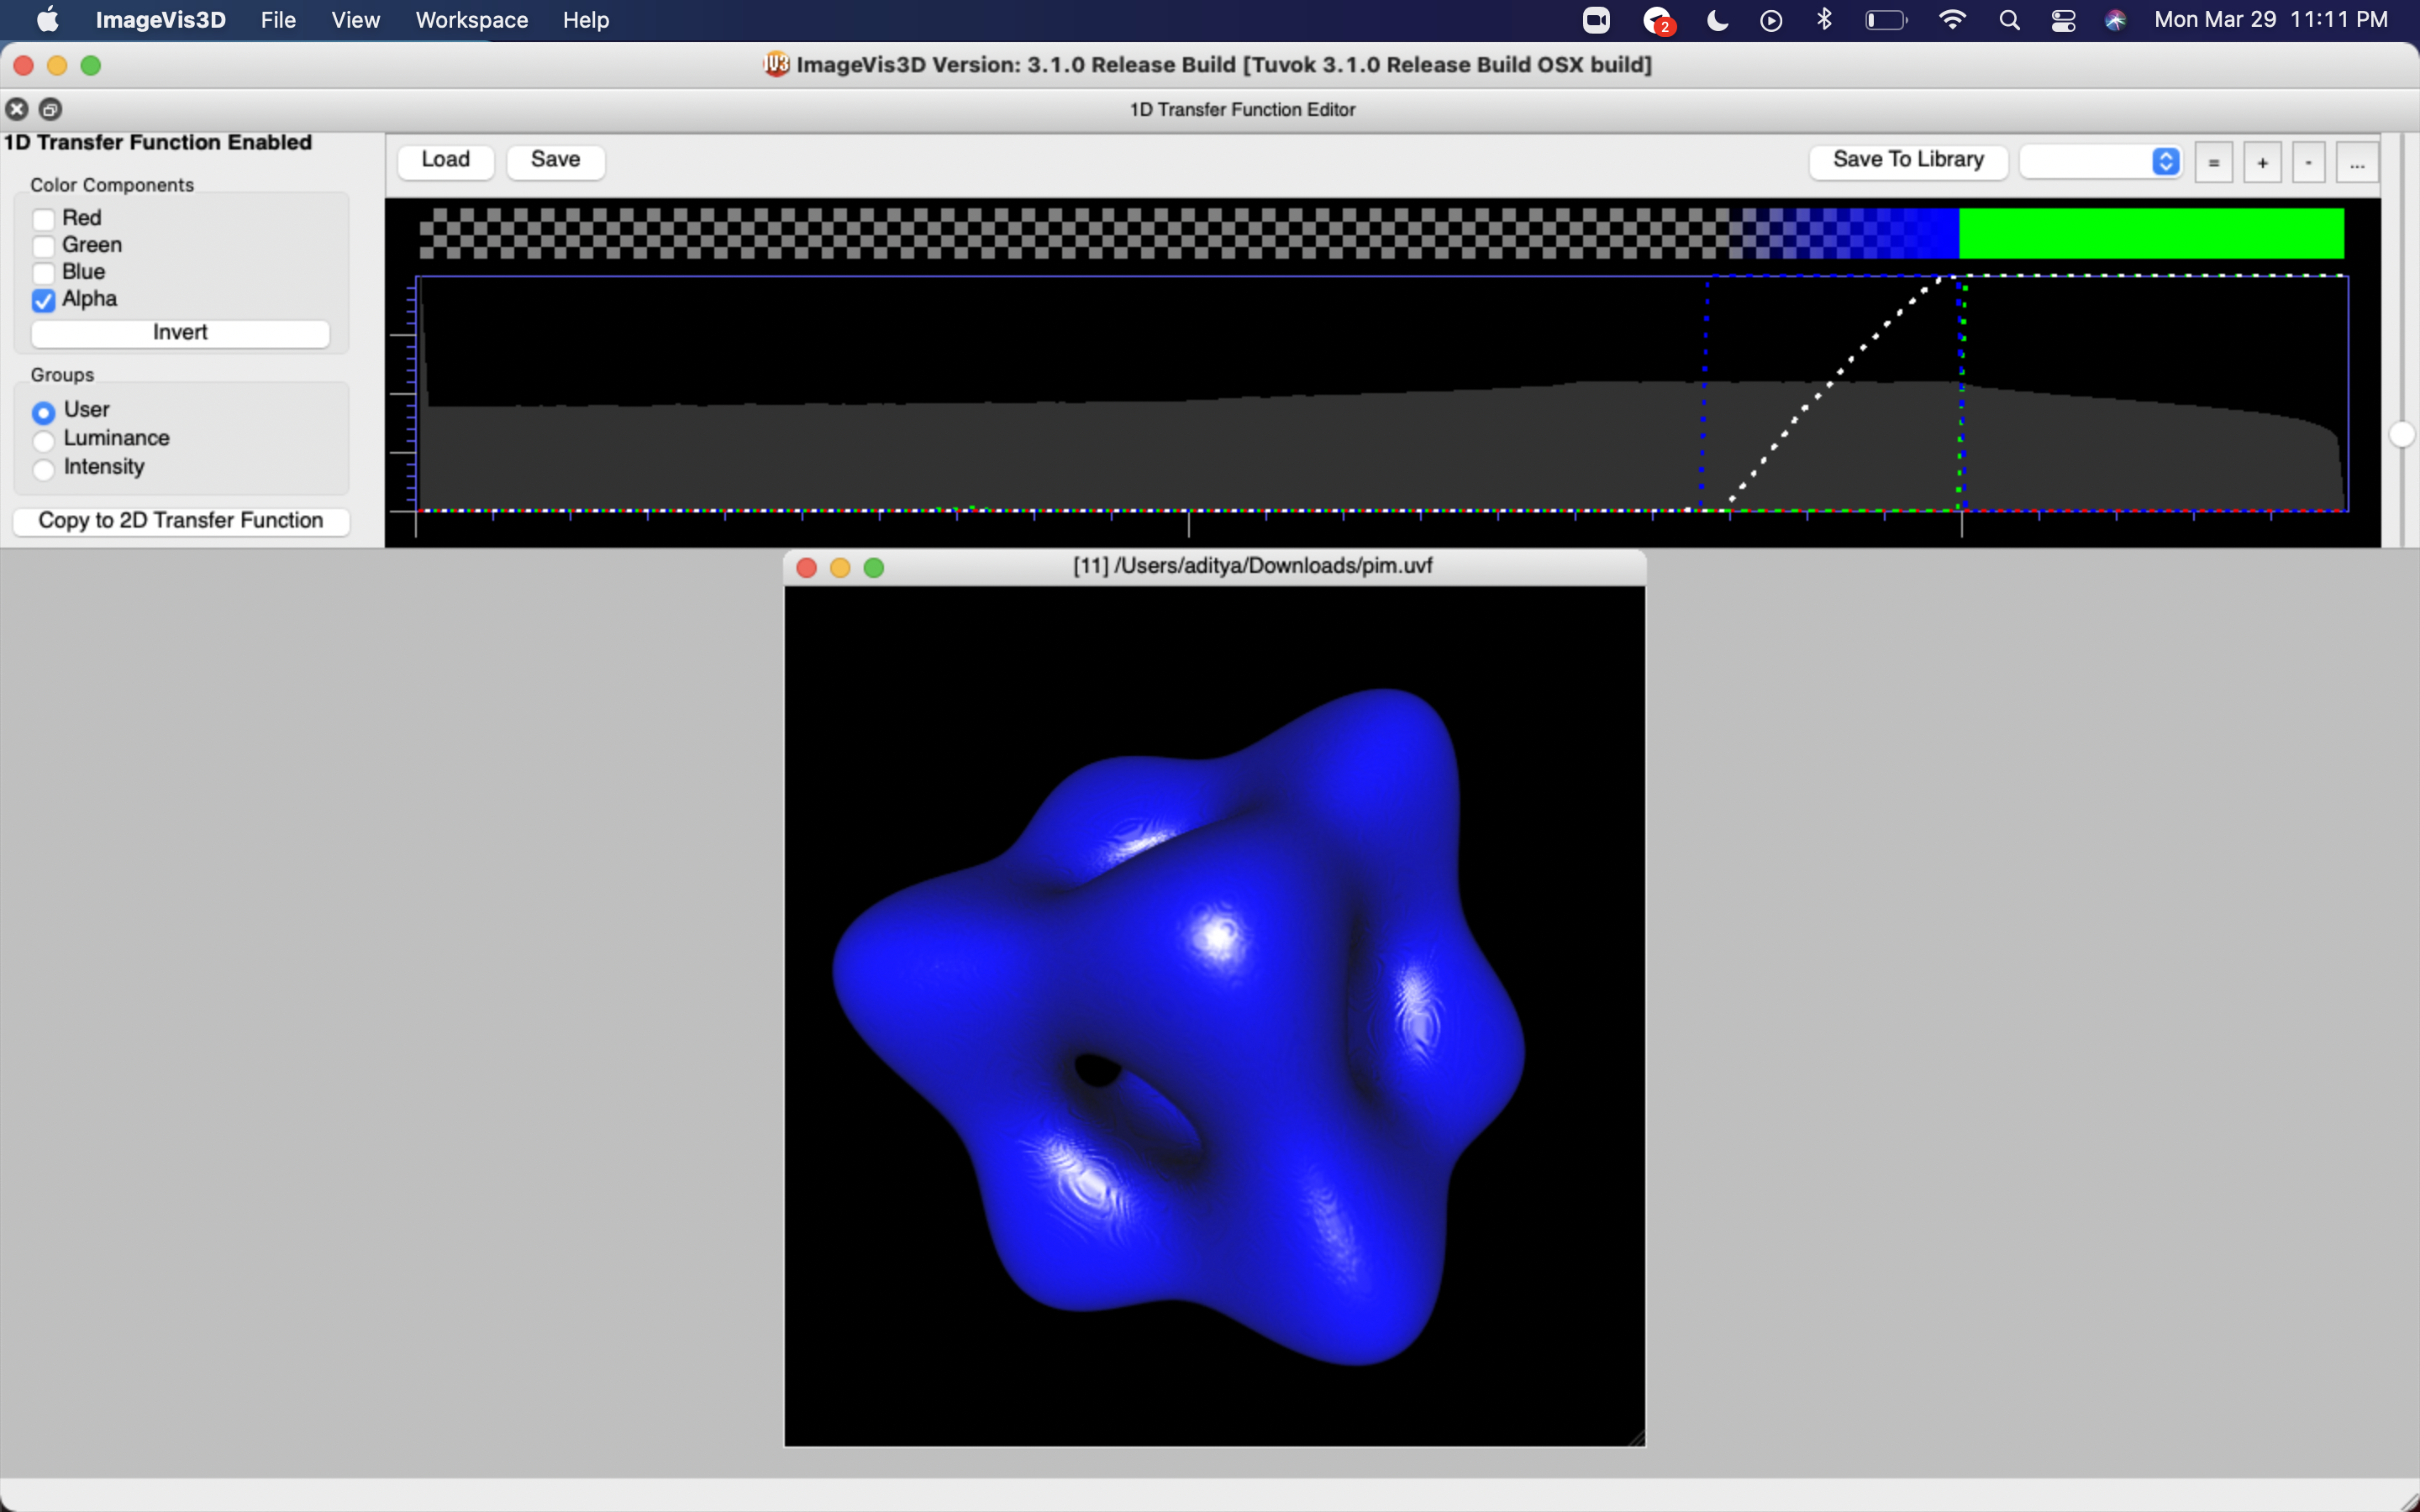 ImageVis3D File View Workspace Help
2
Mon Mar 29 11:11 PM
IV3 ImageVis3D Version: 3.1.0 Release Build [Tuvok 3.1.0 Release Build OSX build]
1D Transfer Function Editor
1D Transfer Function Enabled
Load Save Save To Library = + - ...
Color Components
Red
Green
Blue
Alpha
Invert
Groups
User
Luminance
Intensity
Copy to 2D Transfer Function
[11] /Users/aditya/Downloads/pim.uvf